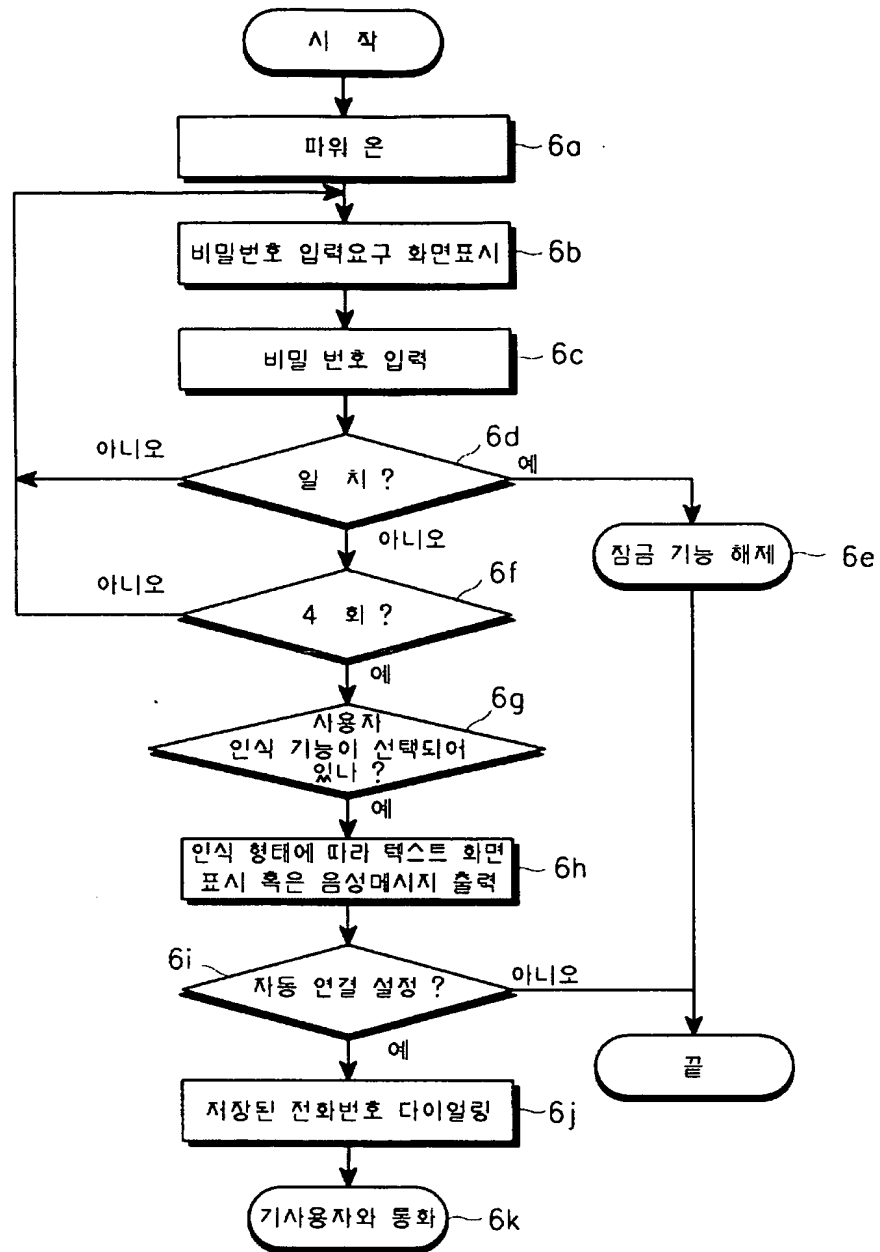 시 작
파워 온 6a
비밀번호 입력요구 화면표시 6b
비밀 번호 입력 6c
6d
아니오 예
일 치 ?
아니오
잠금 기능 해제 6e
6f
아니오
4 회 ?
예
6g
사용자
인식 기능이 선택되어
있나 ?
예
인식 형태에 따라 텍스트 화면
표시 혹은 음성메시지 출력 6h
6i
자동 연결 설정 ?
아니오
예
끝
저장된 전화번호 다이얼링 6j
기사용자와 통화 6k